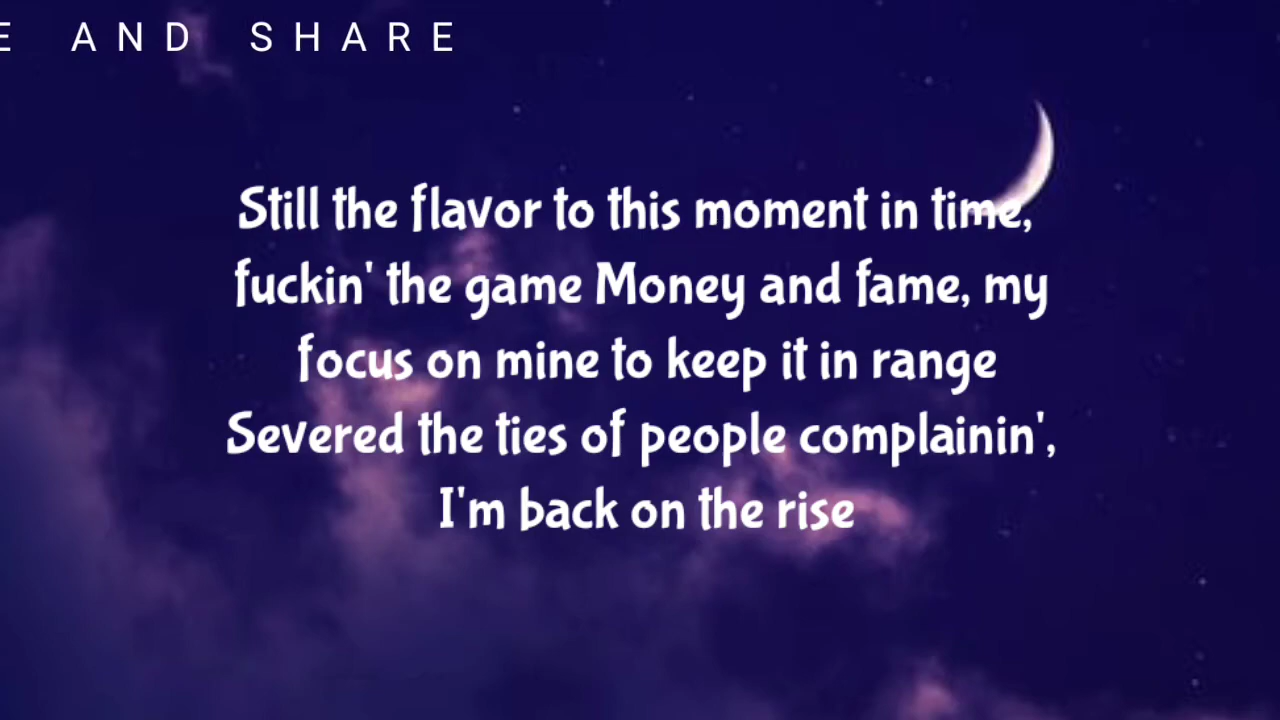 E AND SHARE
Still the flavor to this moment in time,
fuckin' the game Money and fame, my
focus on mine to keep it in range
Severed the ties of people complainin',
I'm back on the rise